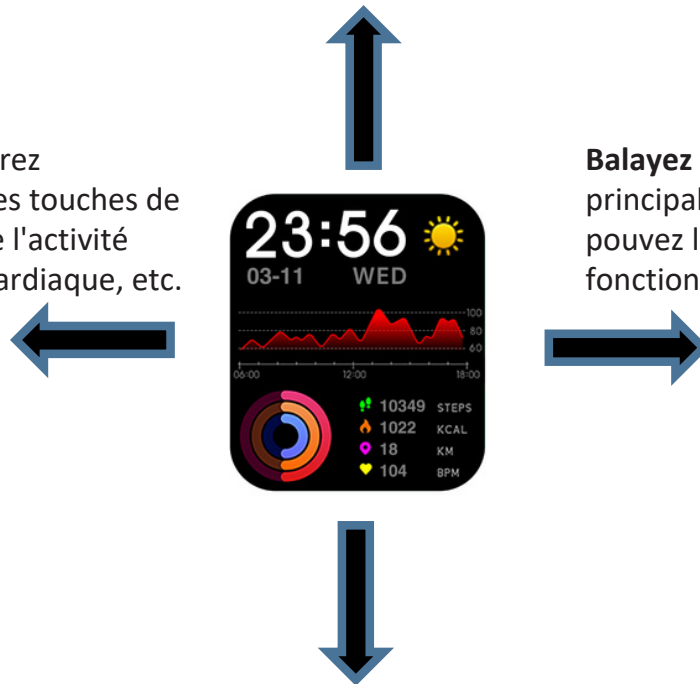 rez
es touches de
e l'activité
ardiaque, etc.
Balayez
principal
pouvez l
fonction
23:56
03-11 WED
100
80
60
06:00 12:00 18:00
10349 STEPS
1022 KCAL
18 KM
104 BPM